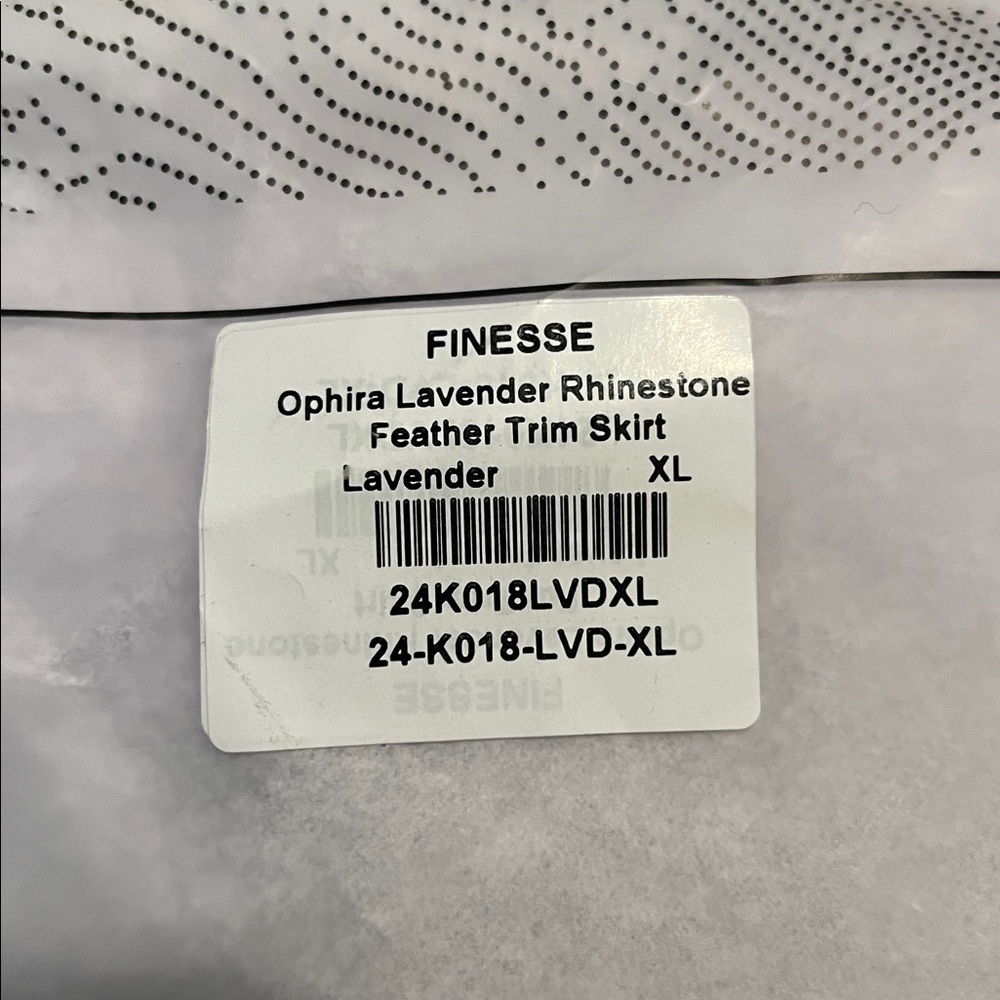 FINESSE
Ophira Lavender Rhinestone
Feather Trim Skirt
Lavender XL
24K018LVDXL
24-K018-LVD-XL